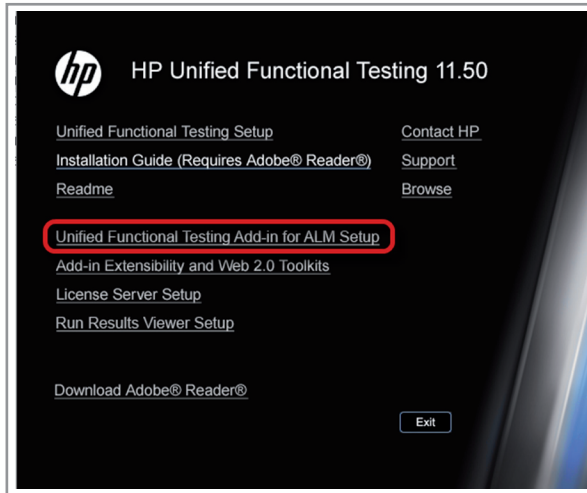 hp
HP Unified Functional Testing 11.50
Unified Functional Testing Setup
Contact HP
Installation Guide (Requires Adobe® Reader®)
Support
Readme
Browse
Unified Functional Testing Add-in for ALM Setup
Add-in Extensibility and Web 2.0 Toolkits
License Server Setup
Run Results Viewer Setup
Download Adobe® Reader®
Exit